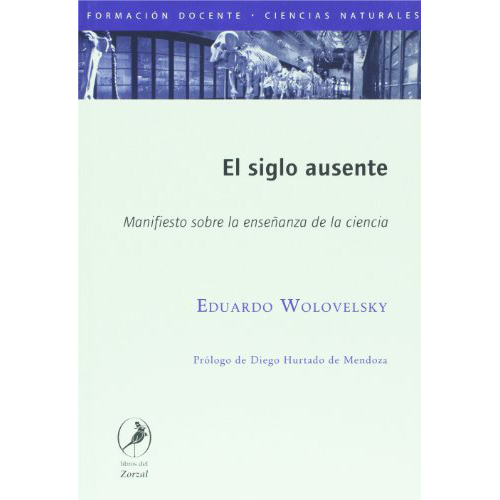 FORMACIÓN DOCENTE · CIENCIAS NATURALES
El siglo ausente
Manifiesto sobre la enseñanza de la ciencia
EDUARDO WOLOVELSKY
Prólogo de Diego Hurtado de Mendoza
libros del
Zorzal